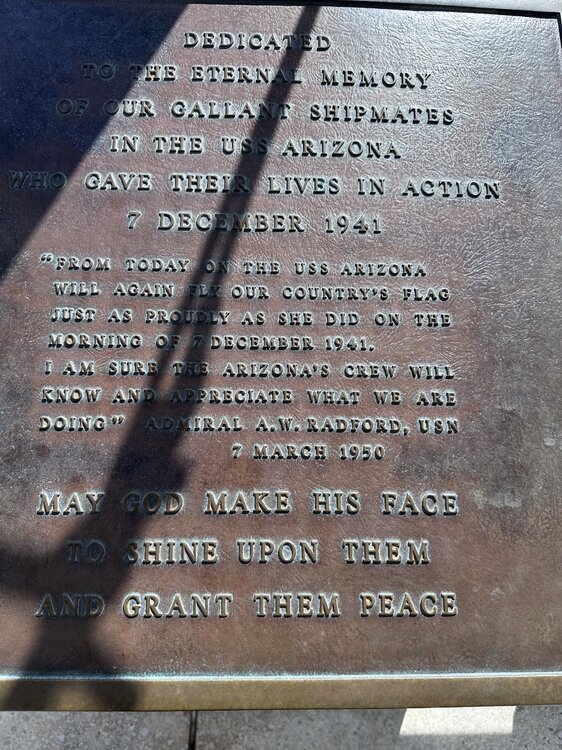 DEDICATED
TO THE ETERNAL MEMORY
OF OUR GALLANT SHIPMATES
IN THE USS ARIZONA
WHO GAVE THEIR LIVES IN ACTION
7 DECEMBER 1941
"FROM TODAY ON THE USS ARIZONA
WILL AGAIN FLY OUR COUNTRY'S FLAG
JUST AS PROUDLY AS SHE DID ON THE
MORNING OF 7 DECEMBER 1941.
I AM SURE THE ARIZONA'S CREW WILL
KNOW AND APPRECIATE WHAT WE ARE
DOING" ADMIRAL A.W. RADFORD, USN
7 MARCH 1950
MAY GOD MAKE HIS FACE
TO SHINE UPON THEM
AND GRANT THEM PEACE